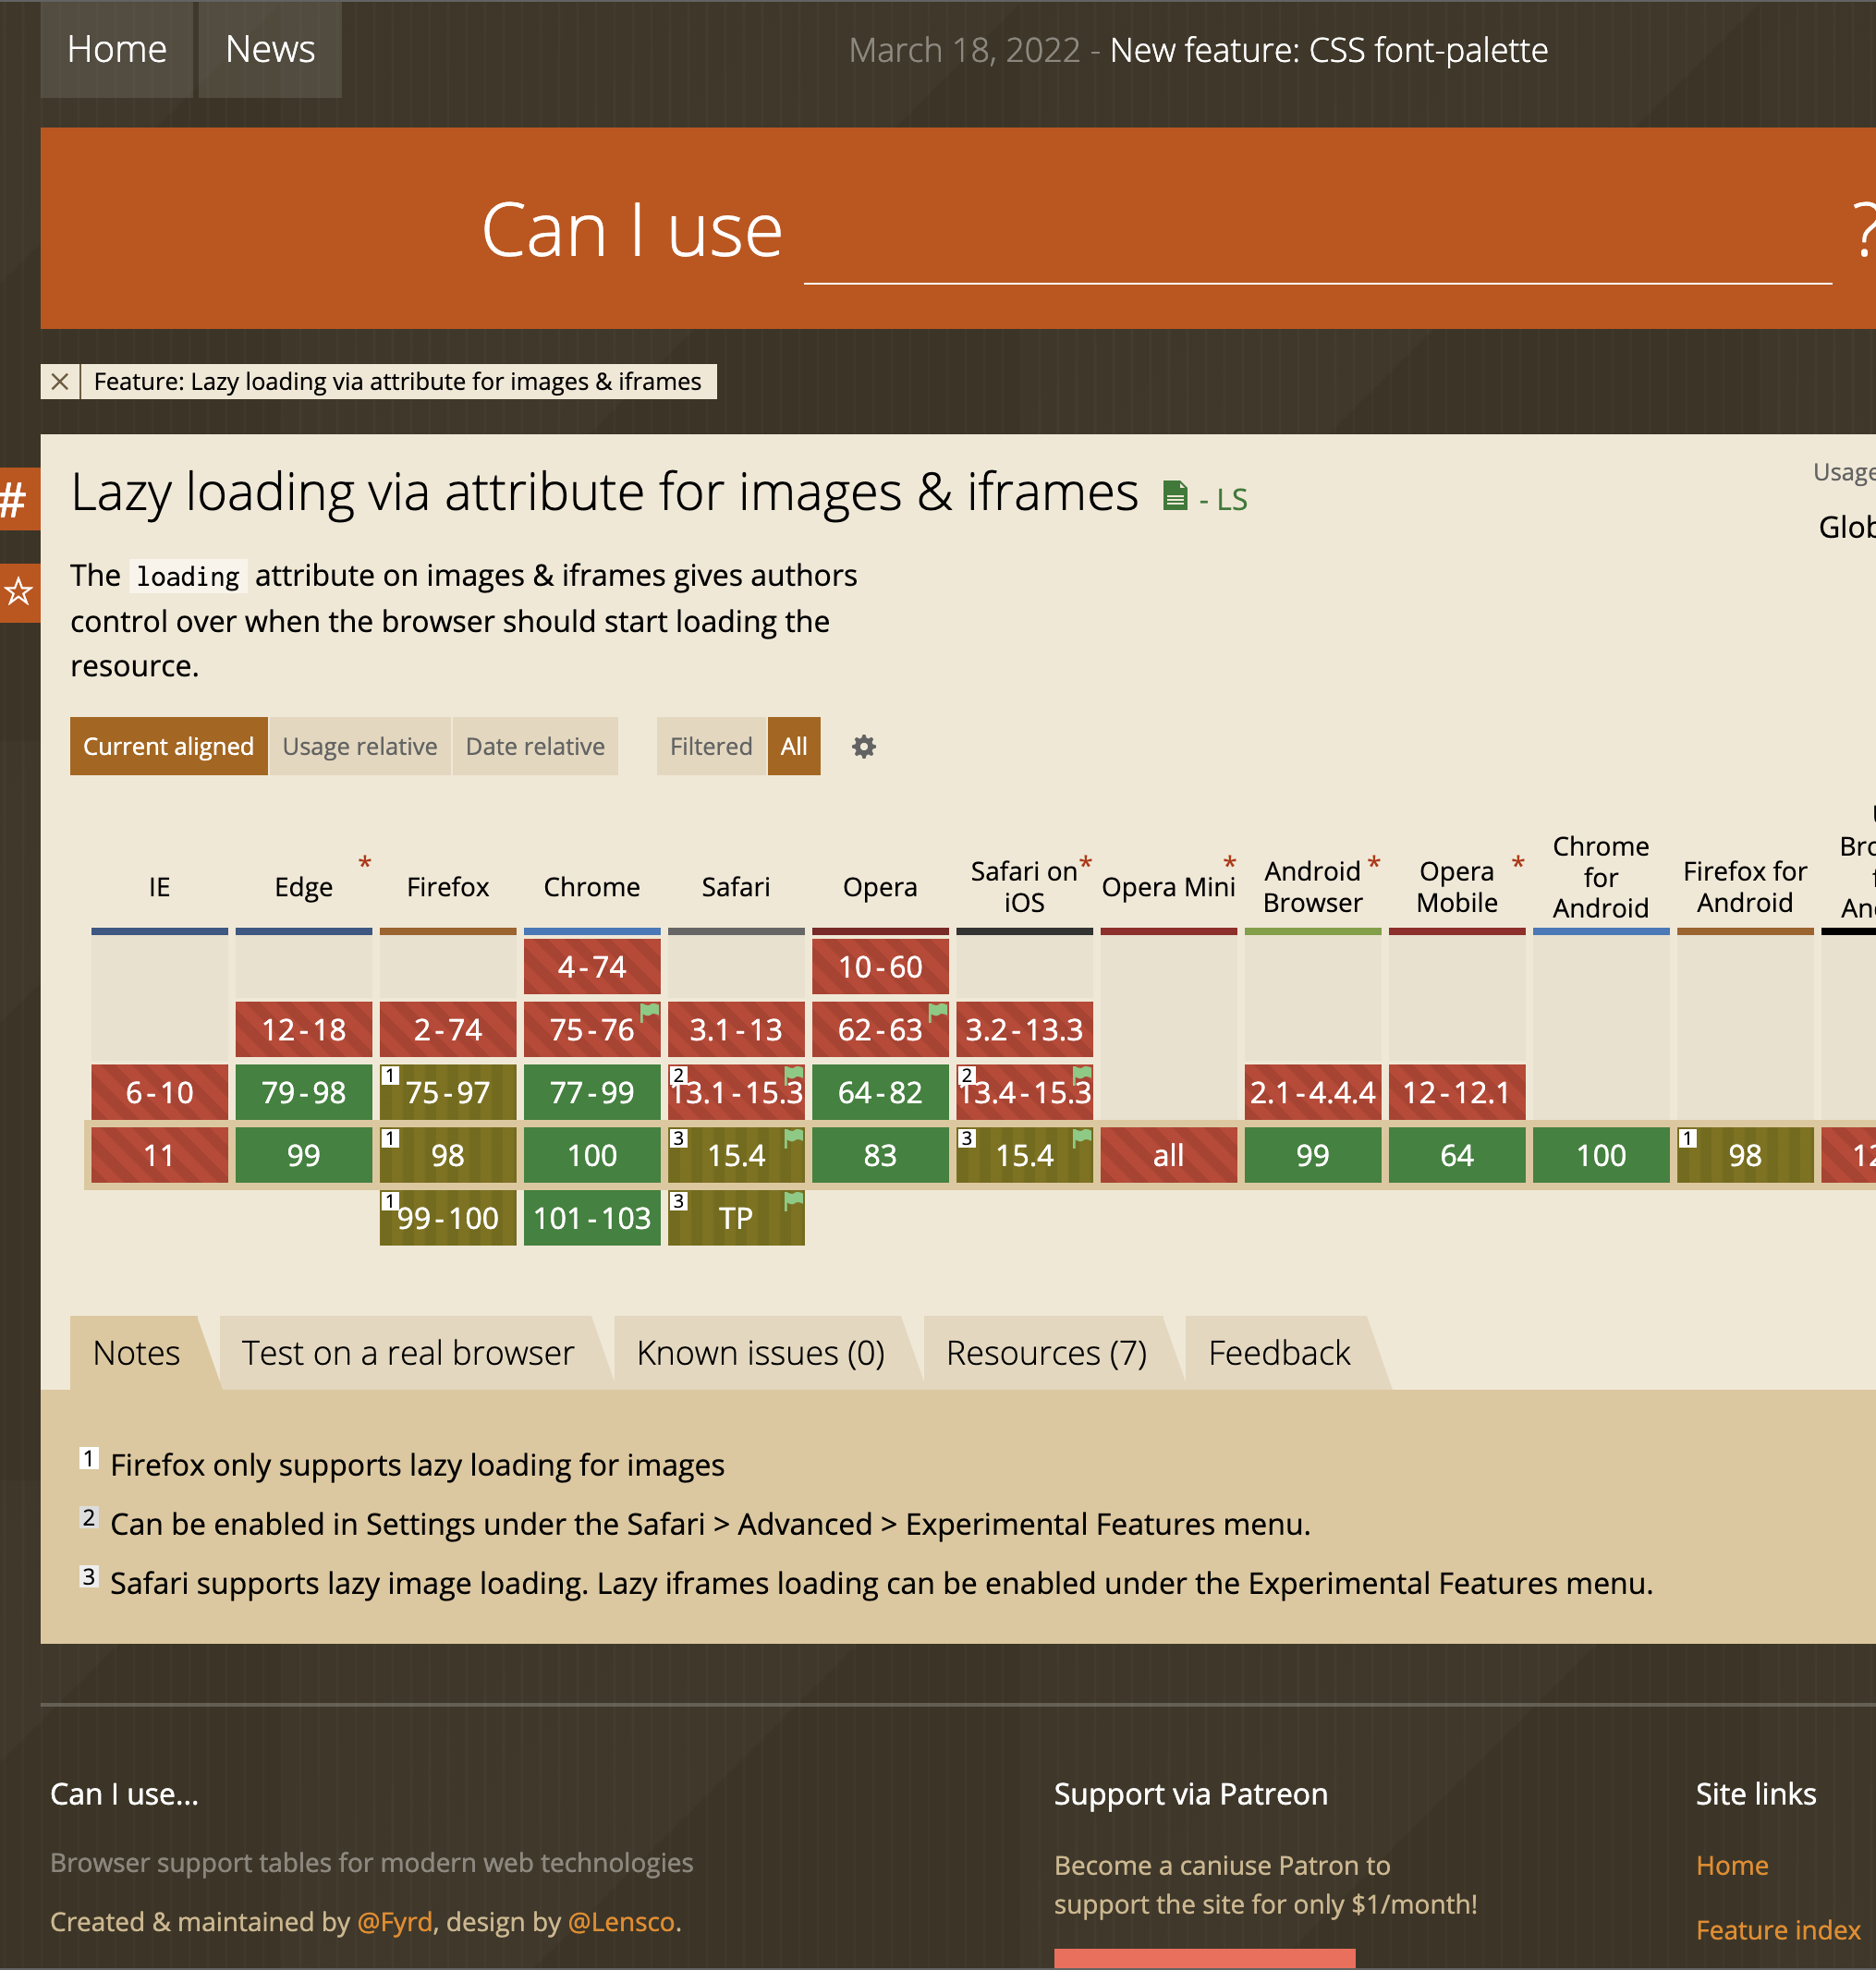 Home
News
March 18, 2022 - New feature: CSS font-palette
Can I use
?
Feature: Lazy loading via attribute for images & iframes
#
Lazy loading via attribute for images & iframes
- LS
Usage
The loading attribute on images & iframes gives authors
control over when the browser should start loading the
resource.
Current aligned
Usage relative
Date relative
Filtered
All
IE
Edge *
Firefox
Chrome
Safari
Opera
Safari on *
iOS
Opera Mini *
Android *
Browser
Opera *
Mobile
Chrome
for
Android
Firefox for
Android
4-74
10-60
12-18
2-74
75-76
3.1-13
62-63
3.2-13.3
6-10
79-98
1 75-97
77-99
2 13.1-15.3
64-82
2 13.4-15.3
2.1-4.4.4
12-12.1
11
99
1 98
100
3 15.4
83
3 15.4
all
99
64
100
1 98
1 99-100
101-103
3 TP
Notes
Test on a real browser
Known issues (0)
Resources (7)
Feedback
1 Firefox only supports lazy loading for images
2 Can be enabled in Settings under the Safari > Advanced > Experimental Features menu.
3 Safari supports lazy image loading. Lazy iframes loading can be enabled under the Experimental Features menu.
Can I use...
Browser support tables for modern web technologies
Created & maintained by @Fyrd, design by @Lensco.
Support via Patreon
Become a caniuse Patron to
support the site for only $1/month!
Site links
Home
Feature index